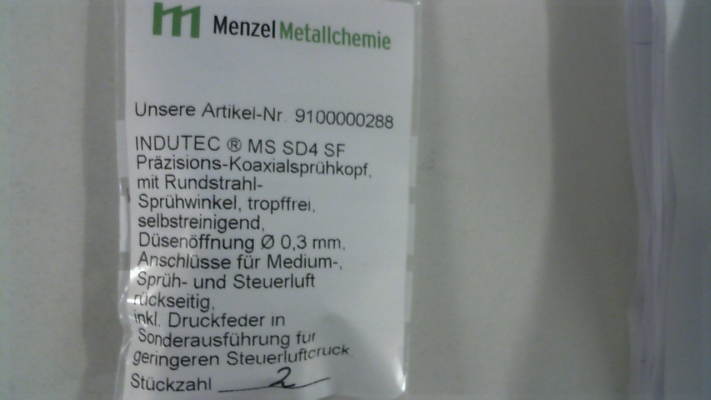 m Menzel Metallchemie
Unsere Artikel-Nr. 9100000288
INDUTEC ® MS SD4 SF
Präzisions-Koaxialsprühkopf,
mit Rundstrahl-
Sprühwinkel, tropffrei,
selbstreinigend,
Düsenöffnung Ø 0,3 mm,
Anschlüsse für Medium-,
Sprüh- und Steuerluft
rückseitig,
inkl. Druckfeder in
Sonderausführung für
geringeren Steuerluftdruck
Stückzahl 2